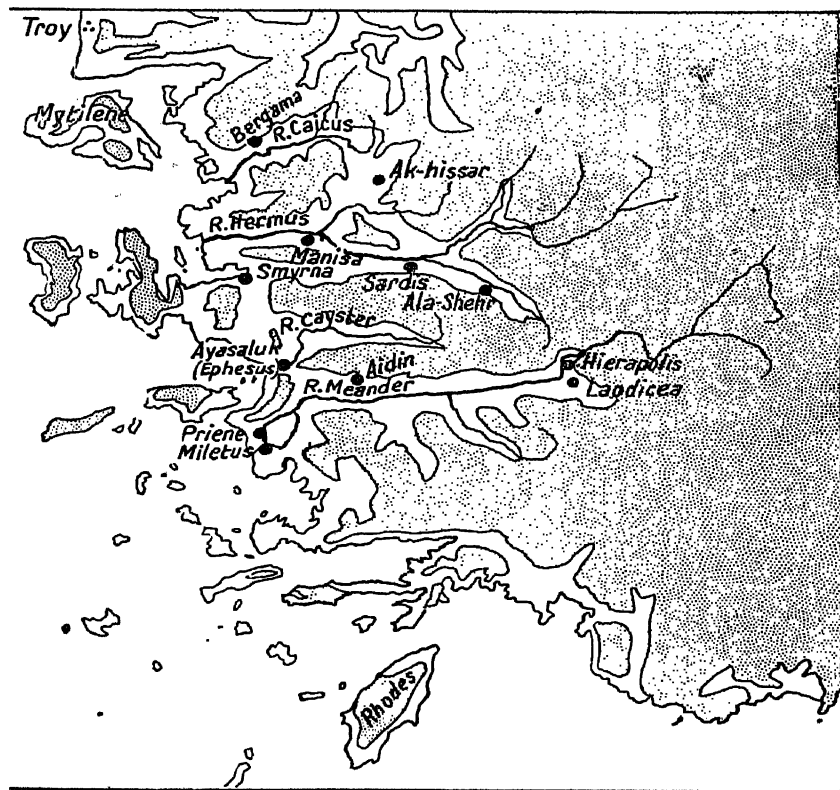 Troy
Mytilene
Bergama
R. Caicus
Ak-hissar
R. Hermus
Manisa
Smyrna
Sardis
Ala-Shehr
R. Cayster
Ayasaluk
(Ephesus)
Aidin
R. Meander
Hierapolis
Laodicea
Priene
Miletus
Rhodes